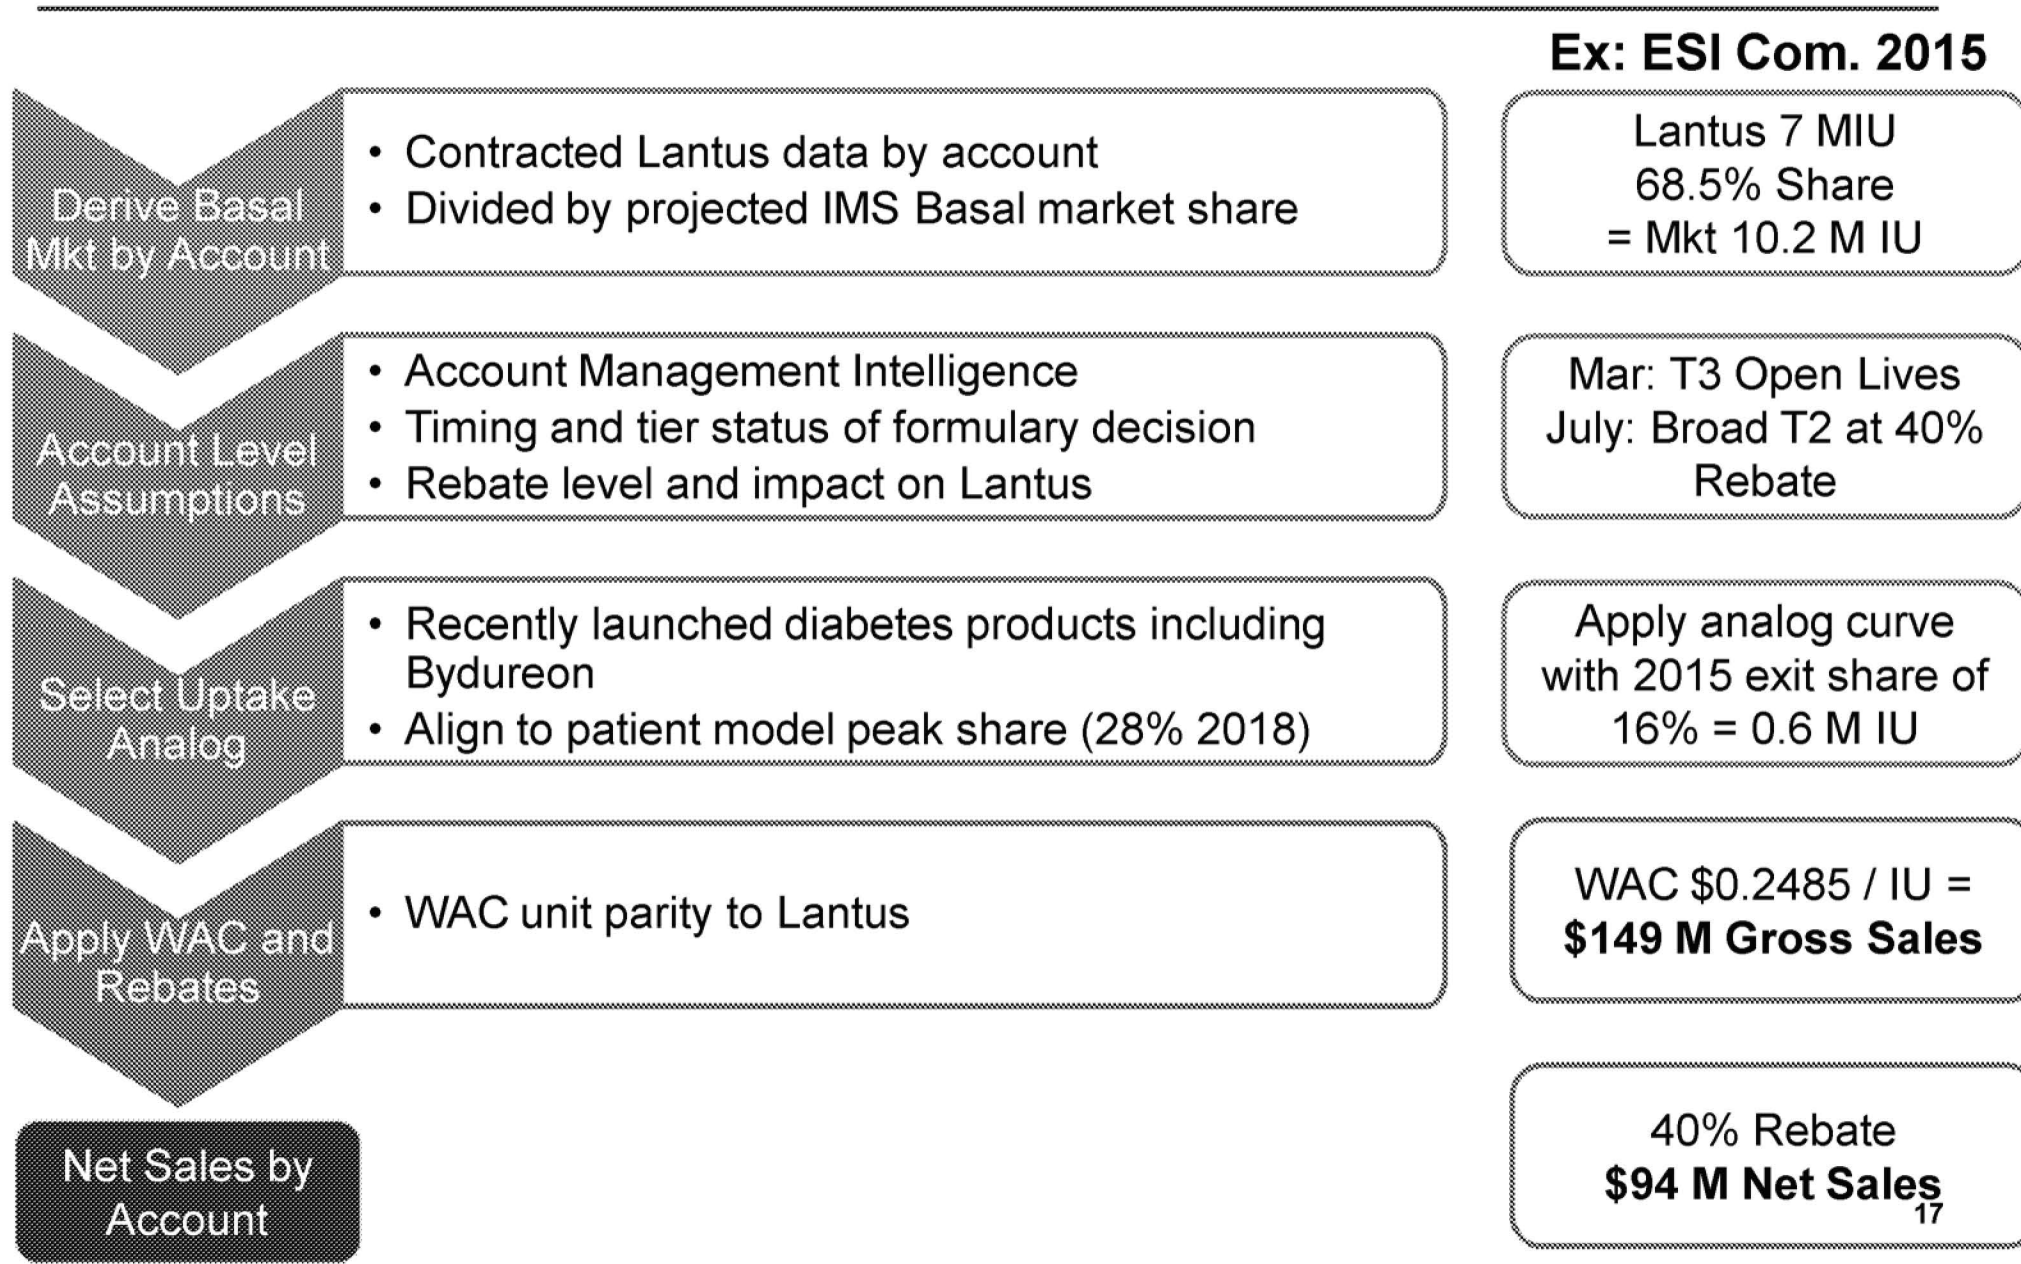 Ex: ESI Com. 2015
Derive Basal
Mkt by Account
• Contracted Lantus data by account
• Divided by projected IMS Basal market share
Lantus 7 MIU
68.5% Share
= Mkt 10.2 M IU
Account Level
Assumptions
• Account Management Intelligence
• Timing and tier status of formulary decision
• Rebate level and impact on Lantus
Mar: T3 Open Lives
July: Broad T2 at 40%
Rebate
Select Uptake
Analog
• Recently launched diabetes products including
Bydureon
• Align to patient model peak share (28% 2018)
Apply analog curve
with 2015 exit share of
16% = 0.6 M IU
Apply WAC and
Rebates
• WAC unit parity to Lantus
WAC $0.2485 / IU =
$149 M Gross Sales
Net Sales by
Account
40% Rebate
$94 M Net Sales
17